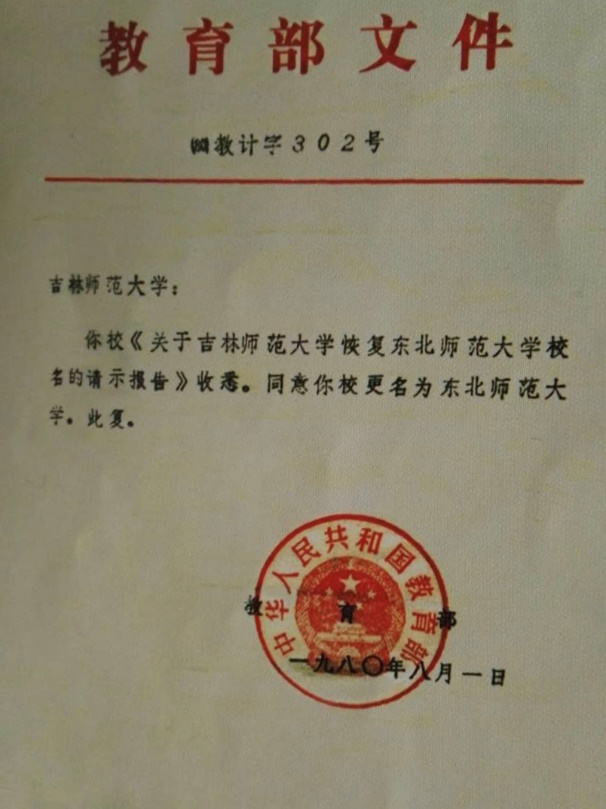 教育部文件
教计字302号
吉林师范大学：
你校《关于吉林师范大学恢复东北师范大学校
名的请示报告》收悉。同意你校更名为东北师范大
学。此复。
中华人民共和国教育部
教育部
一九八〇年八月一日